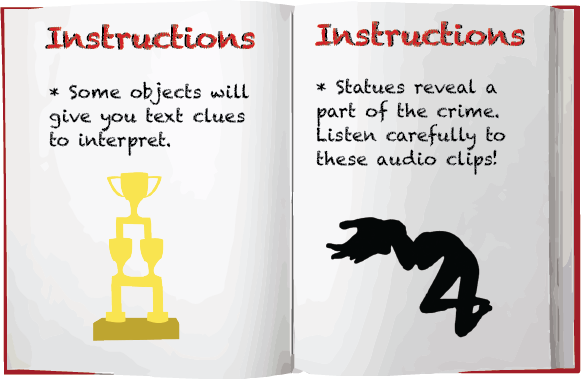 Instructions
* Some objects will
give you text clues
to interpret.
Instructions
* Statues reveal a
part of the crime.
Listen carefully to
these audio clips!